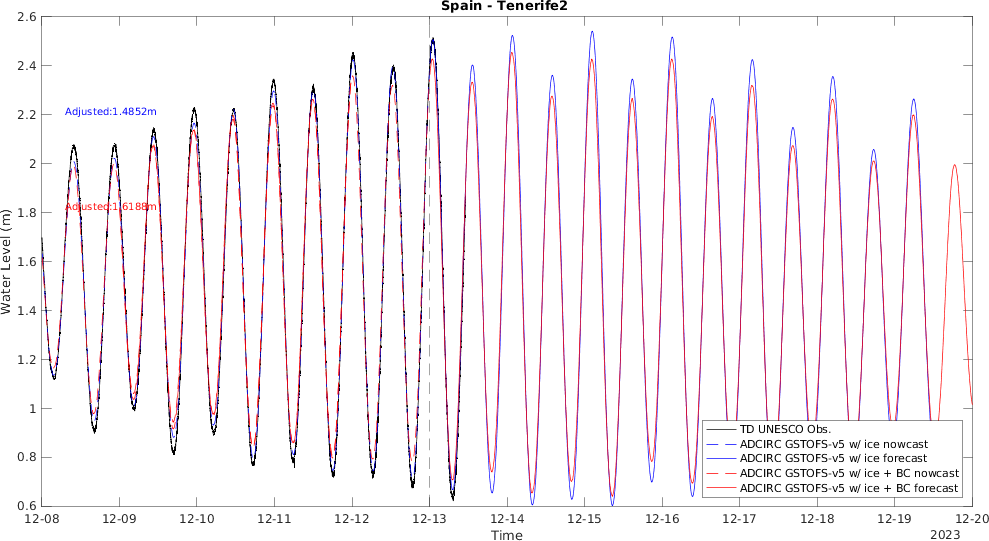 Spain - Tenerife2
Water Level (m)
2.6
2.4
2.2
2
1.8
1.6
1.4
1.2
1
0.8
0.6
Adjusted:1.4852m
Adjusted:1.6188m
TD UNESCO Obs.
ADCIRC GSTOFS-v5 w/ ice nowcast
ADCIRC GSTOFS-v5 w/ ice forecast
ADCIRC GSTOFS-v5 w/ ice + BC nowcast
ADCIRC GSTOFS-v5 w/ ice + BC forecast
12-08 12-09 12-10 12-11 12-12 12-13 12-14 12-15 12-16 12-17 12-18 12-19 12-20
Time
2023